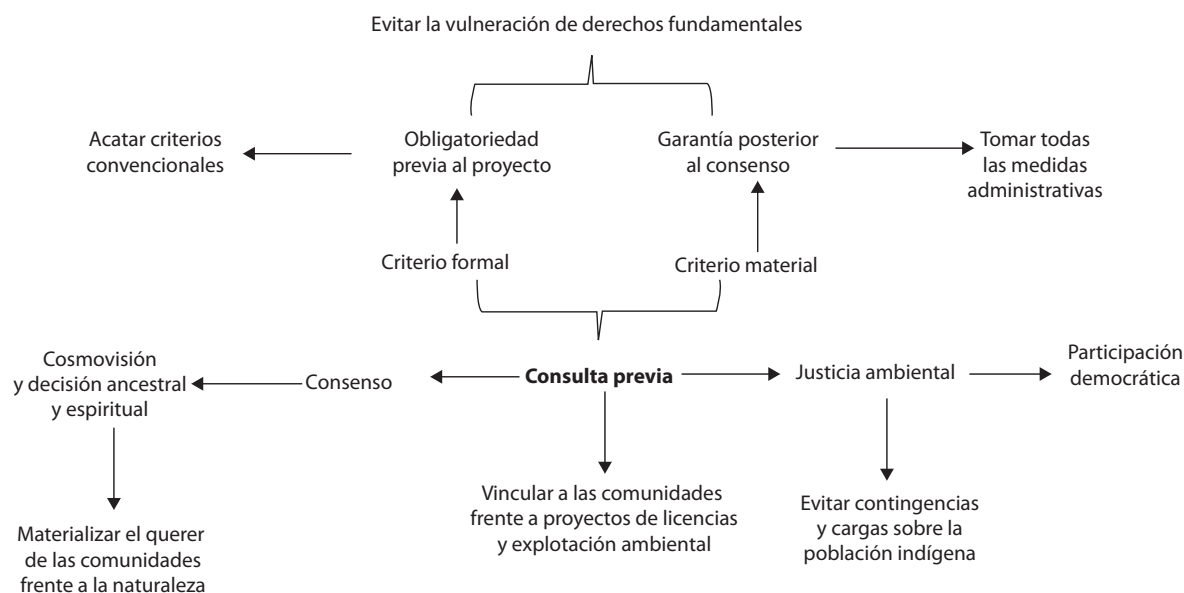 Evitar la vulneración de derechos fundamentales
Acatar criterios
convencionales
Obligatoriedad
previa al proyecto
Garantía posterior
al consenso
Tomar todas
las medidas
administrativas
Criterio formal
Criterio material
Cosmovisión
y decisión ancestral
y espiritual
Consenso
Consulta previa
Justicia ambiental
Participación
democrática
Materializar el querer
de las comunidades
frente a la naturaleza
Vincular a las comunidades
frente a proyectos de licencias
y explotación ambiental
Evitar contingencias
y cargas sobre la
población indígena